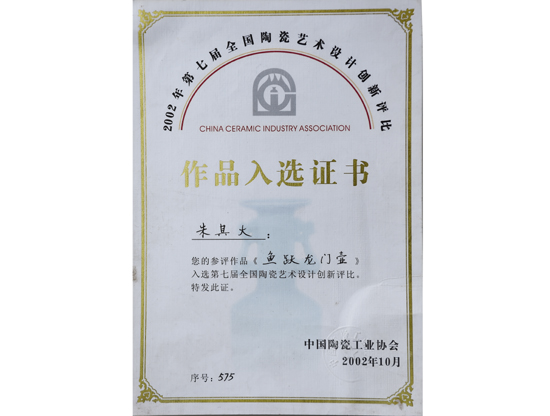 2002年第七届全国陶瓷艺术设计创新评比
CHINA CERAMIC INDUSTRY ASSOCIATION
作品入选证书
朱其大：
您的参评作品《鱼跃龙门壶》
入选第七届全国陶瓷艺术设计创新评比。
特发此证。
中国陶瓷工业协会
2002年10月
序号：575